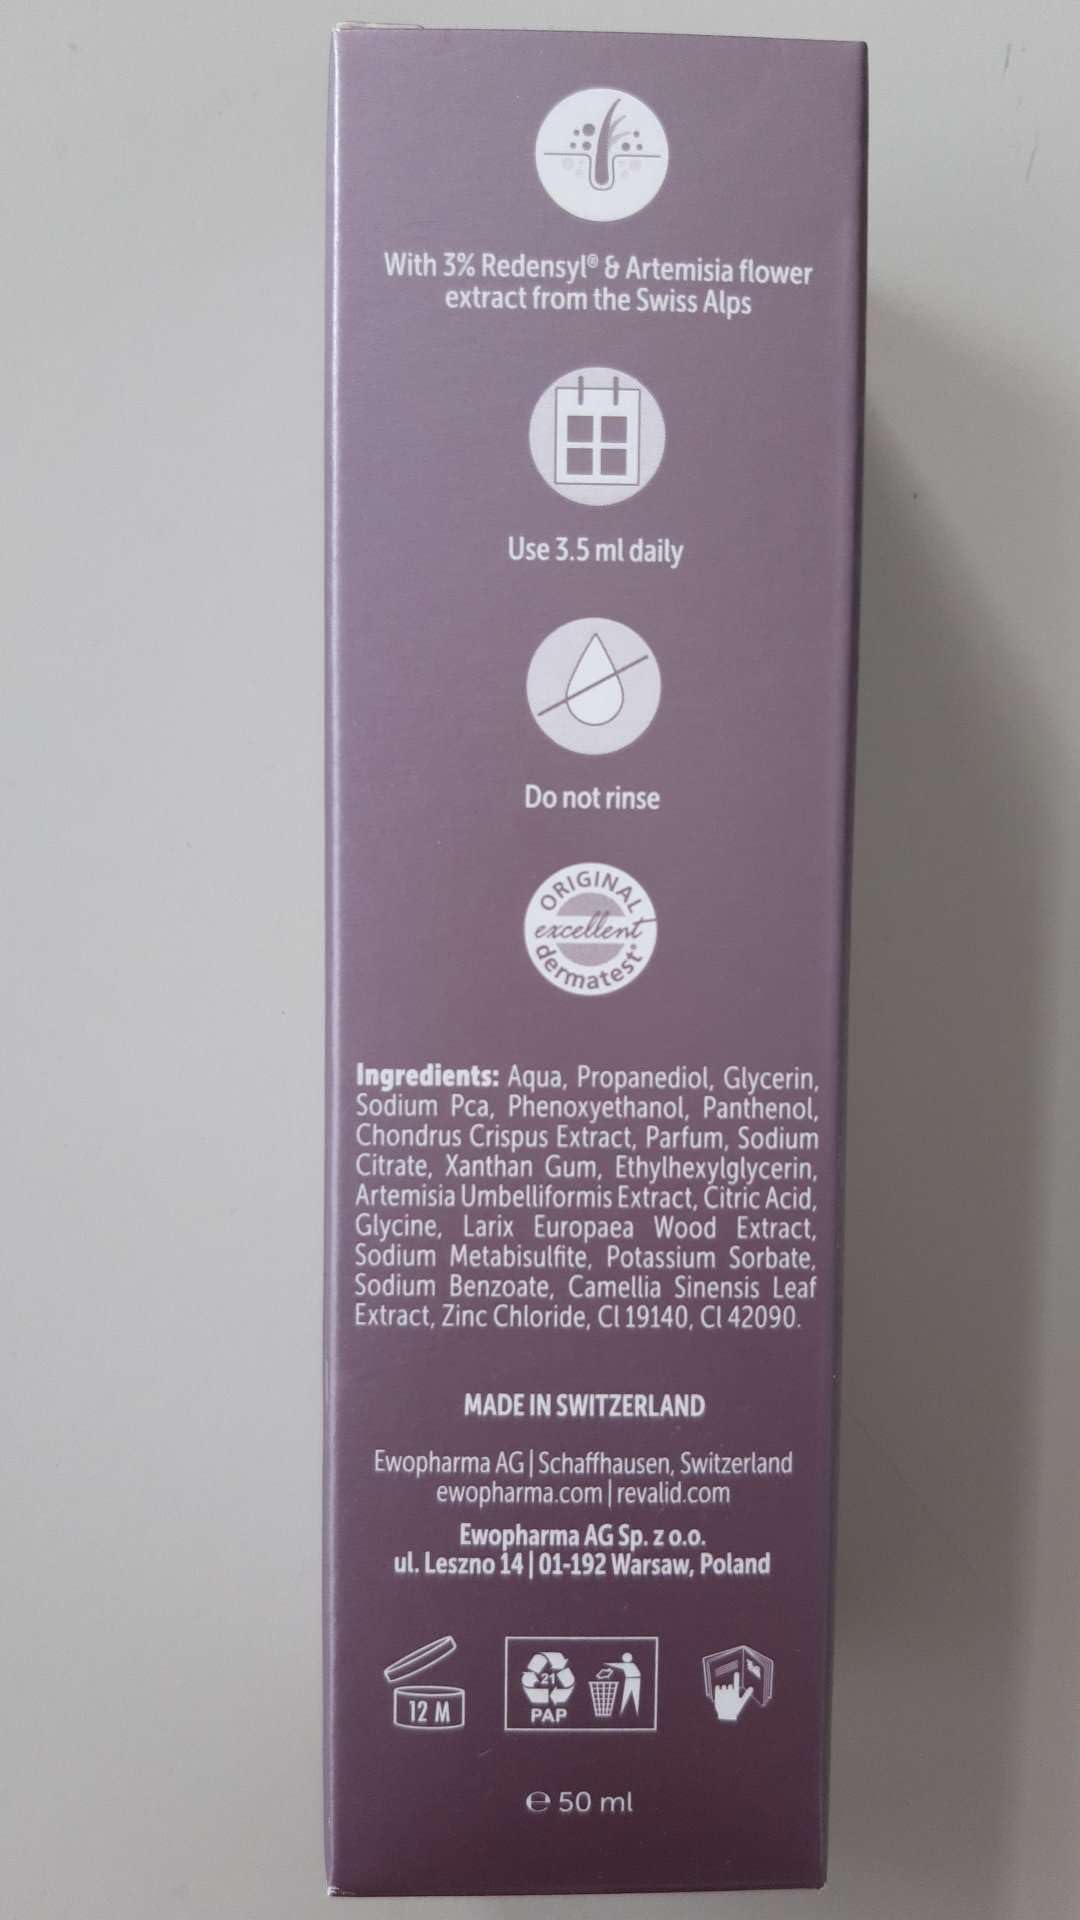 With 3% Redensyl® & Artemisia flower
extract from the Swiss Alps
Use 3.5 ml daily
Do not rinse
ORIGINAL
excellent
dermatest®
Ingredients: Aqua, Propanediol, Glycerin,
Sodium Pca, Phenoxyethanol, Panthenol,
Chondrus Crispus Extract, Parfum, Sodium
Citrate, Xanthan Gum, Ethylhexylglycerin,
Artemisia Umbelliformis Extract, Citric Acid,
Glycine, Larix Europaea Wood Extract,
Sodium Metabisulfite, Potassium Sorbate,
Sodium Benzoate, Camellia Sinensis Leaf
Extract, Zinc Chloride, CI 19140, CI 42090.
MADE IN SWITZERLAND
Ewopharma AG | Schaffhausen, Switzerland
ewopharma.com | revalid.com
Ewopharma AG Sp. z o.o.
ul. Leszno 14 | 01-192 Warsaw, Poland
12 M
21
PAP
℮ 50 ml